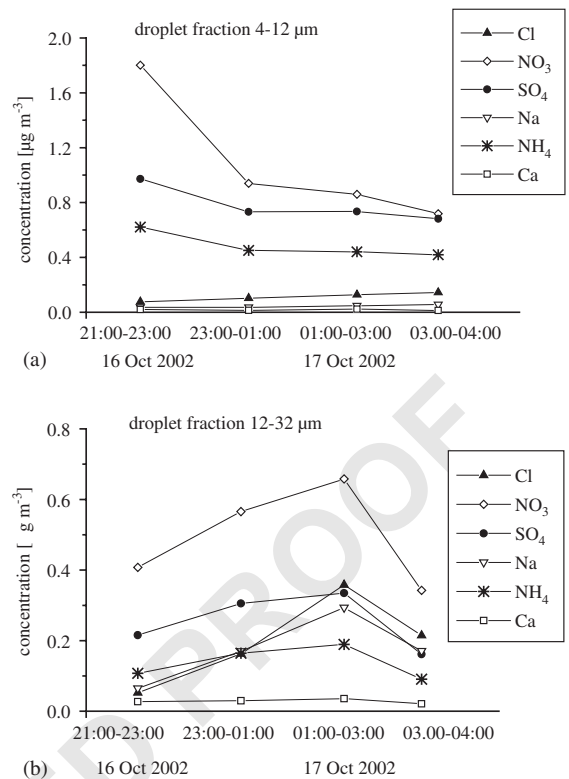 droplet fraction 4-12 µm
concentration [µg m-3]
2.0
1.6
1.2
0.8
0.4
0.0
Cl
NO3
SO4
Na
NH4
Ca
21:00-23:00
23:00-01:00
01:00-03:00
03:00-04:00
(a)
16 Oct 2002
17 Oct 2002
droplet fraction 12-32 µm
concentration [ g m-3]
0.8
0.6
0.4
0.2
0.0
Cl
NO3
SO4
Na
NH4
Ca
21:00-23:00
23:00-01:00
01:00-03:00
03:00-04:00
(b)
16 Oct 2002
17 Oct 2002
ED PROOF